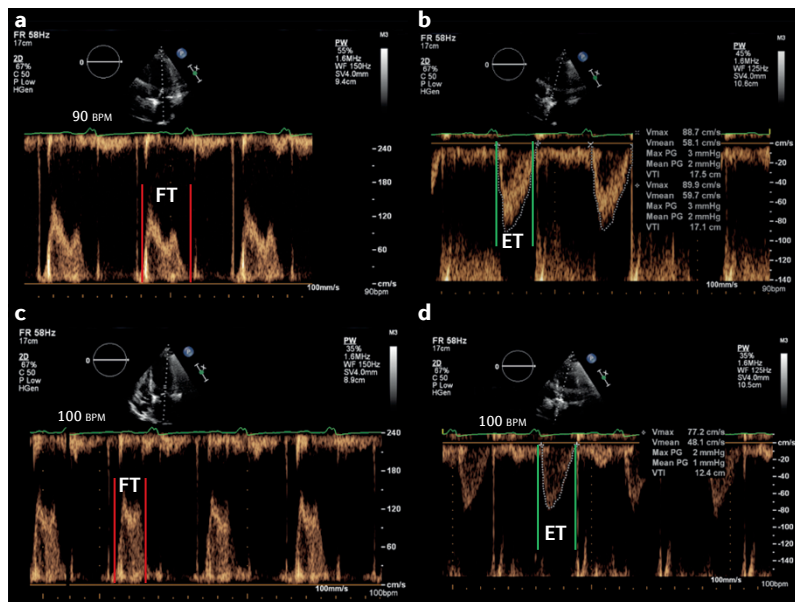 a
FR 58Hz
17cm
2D
67%
C 50
P Low
HGen
0
PW
55%
1.6MHz
WF 150Hz
SV4.0mm
9.4cm
M3
90 BPM
FT
240
180
120
60
cm/s
100mm/s
90bpm
b
FR 58Hz
17cm
2D
67%
C 50
P Low
HGen
0
PW
45%
1.6MHz
WF 125Hz
SV4.0mm
10.6cm
M3
Vmax 88.7 cm/s
Vmean 58.1 cm/s
Max PG 3 mmHg
Mean PG 2 mmHg
VTI 17.5 cm
Vmax 89.9 cm/s
Vmean 59.7 cm/s
Max PG 3 mmHg
Mean PG 2 mmHg
VTI 17.1 cm
ET
cm/s
-20
-40
-60
-80
-100
-120
-140
100mm/s
90bpm
c
FR 58Hz
17cm
2D
67%
C 50
P Low
HGen
0
PW
35%
1.6MHz
WF 150Hz
SV4.0mm
8.9cm
M3
100 BPM
FT
240
180
120
60
cm/s
100mm/s
100bpm
d
FR 58Hz
17cm
2D
67%
C 50
P Low
HGen
0
PW
35%
1.6MHz
WF 125Hz
SV4.0mm
10.5cm
M3
100 BPM
Vmax 77.2 cm/s
Vmean 48.1 cm/s
Max PG 2 mmHg
Mean PG 1 mmHg
VTI 12.4 cm
ET
cm/s
-20
-40
-60
-80
-100
-120
-140
100mm/s
100bpm